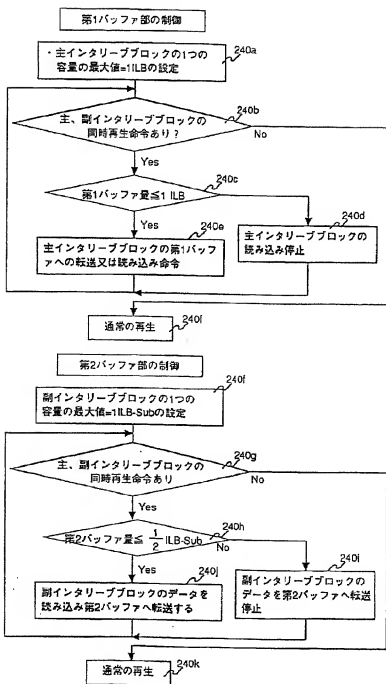 第1バッファ部の制御
・主インタリーブブロックの1つの
容量の最大値=1ILBの設定
240a
主、副インタリーブブロックの
同時再生命令あり？
240b
No
Yes
第1バッファ量≦1 ILB
240c
Yes
主インタリーブブロックの第1バッフ
ァへの転送又は読み込み命令
240e
主インタリーブブロックの
読み込み停止
240d
通常の再生
240l
第2バッファ部の制御
副インタリーブブロックの1つの
容量の最大値=1ILB-Subの設定
240f
主、副インタリーブブロックの
同時再生命令あり
240g
No
Yes
第2バッファ量≦ 1/2 ILB-Sub
240h
No
Yes
副インタリーブブロックのデータを
読み込み第2バッファへ転送する
240j
副インタリーブブロックの
データを第2バッファへ転送
停止
240i
通常の再生
240k